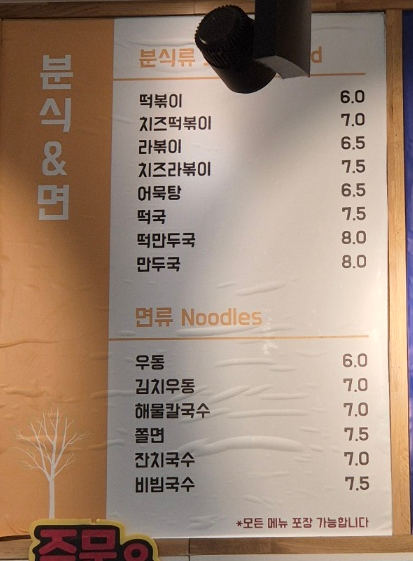 분식&면
분식류
떡볶이 6.0
치즈떡볶이 7.0
라볶이 6.5
치즈라볶이 7.5
어묵탕 6.5
떡국 7.5
떡만두국 8.0
만두국 8.0
면류 Noodles
우동 6.0
김치우동 7.0
해물칼국수 7.0
쫄면 7.5
잔치국수 7.0
비빔국수 7.5
*모든 메뉴 포장 가능합니다